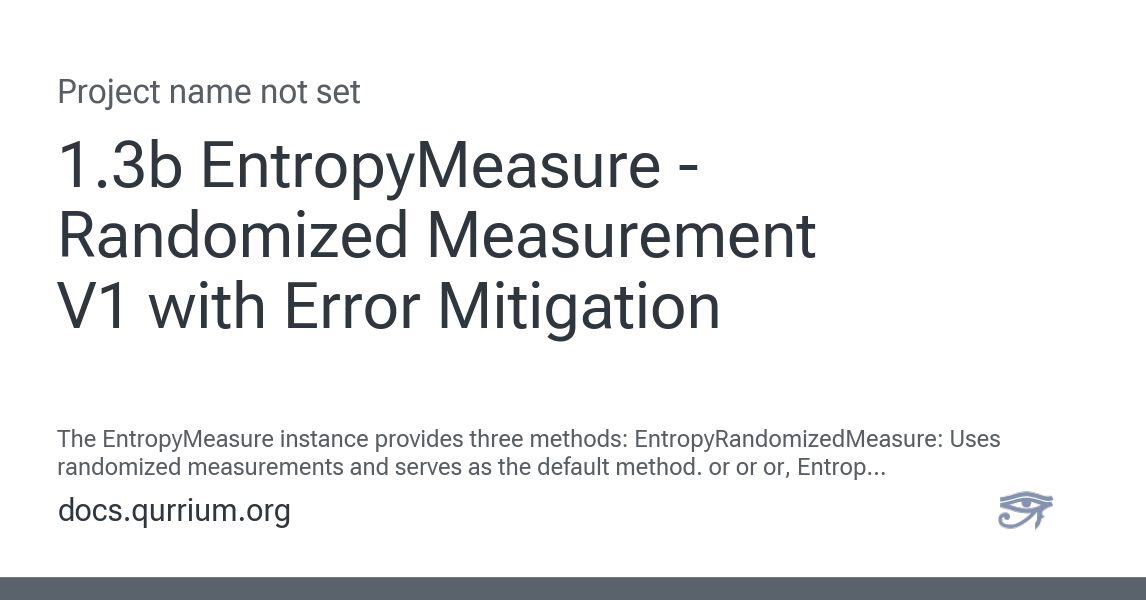 Project name not set
1.3b EntropyMeasure -
Randomized Measurement
V1 with Error Mitigation
The EntropyMeasure instance provides three methods: EntropyRandomizedMeasure: Uses
randomized measurements and serves as the default method. or or or, Entrop...
docs.qurrium.org